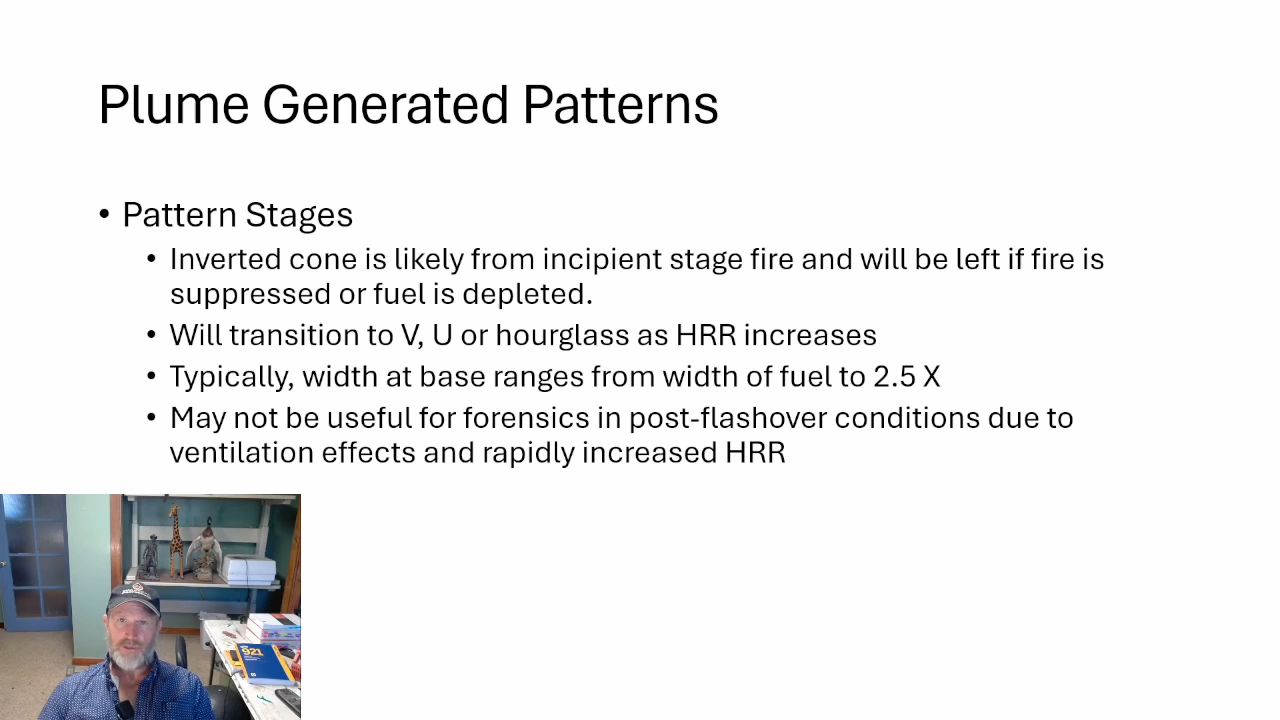 Plume Generated Patterns
• Pattern Stages
• Inverted cone is likely from incipient stage fire and will be left if fire is
suppressed or fuel is depleted.
• Will transition to V, U or hourglass as HRR increases
• Typically, width at base ranges from width of fuel to 2.5 X
• May not be useful for forensics in post-flashover conditions due to
ventilation effects and rapidly increased HRR
921